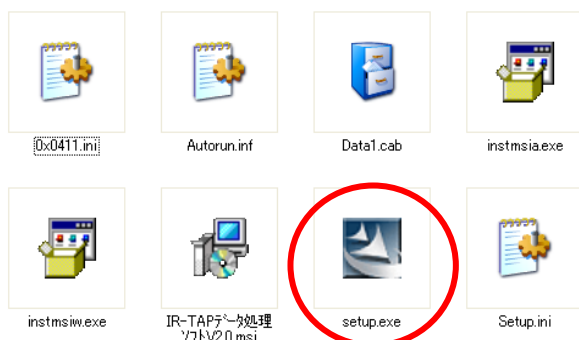 0x0411.ini
Autorun.inf
Data1.cab
instmsia.exe
instmsiw.exe
IR-TAPﾃﾞｰﾀ処理
ｿﾌﾄV2.0.msi
setup.exe
Setup.ini